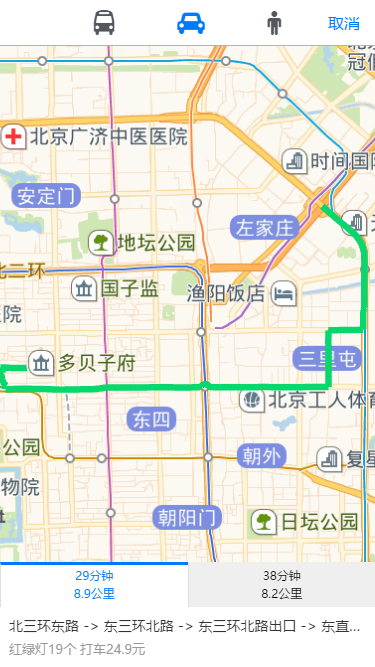 取消
冠
北京广济中医医院
时间国
安定门
左家庄
地坛公园
北二环
国子监
渔阳饭店
医院
多贝子府
三里屯
北京工人体育
东四
公园
朝外
复星
物院
朝阳门
日坛公园
29分钟
8.9公里
38分钟
8.2公里
北三环东路 -> 东三环北路 -> 东三环北路出口 -> 东直...
红绿灯19个 打车24.9元